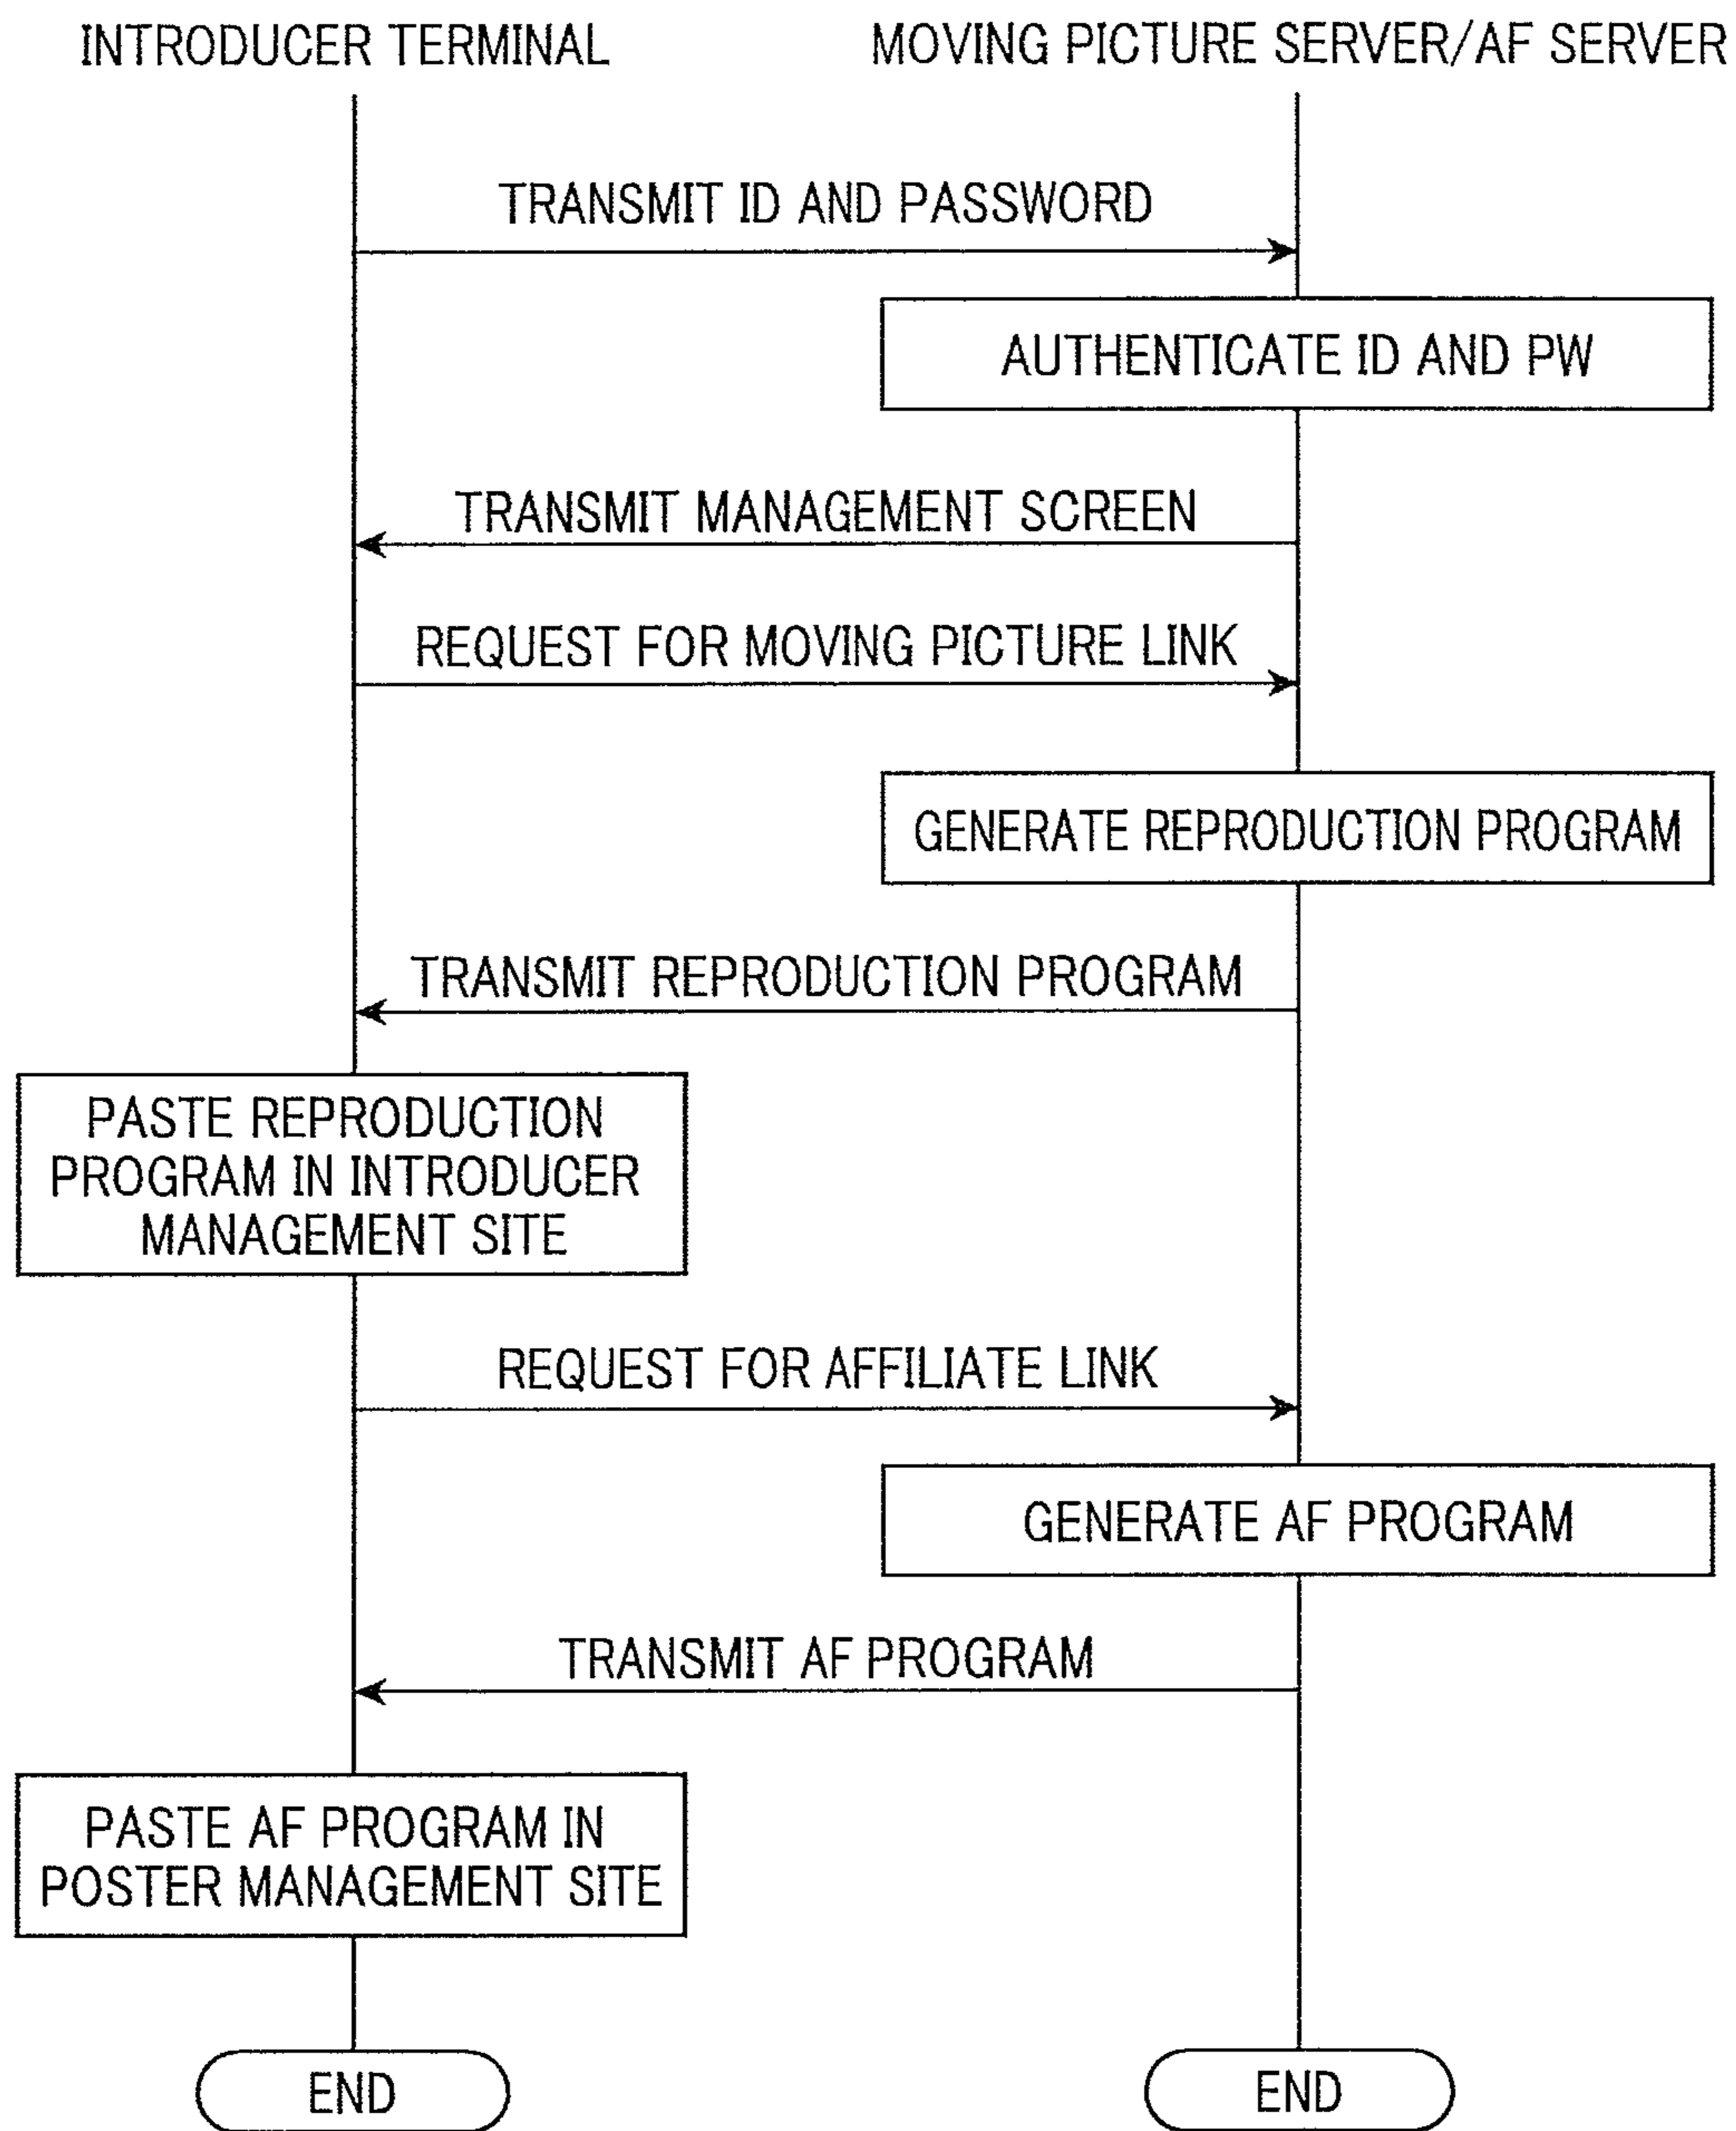 INTRODUCER TERMINAL
MOVING PICTURE SERVER/AF SERVER
TRANSMIT ID AND PASSWORD
AUTHENTICATE ID AND PW
TRANSMIT MANAGEMENT SCREEN
REQUEST FOR MOVING PICTURE LINK
GENERATE REPRODUCTION PROGRAM
TRANSMIT REPRODUCTION PROGRAM
PASTE REPRODUCTION
PROGRAM IN INTRODUCER
MANAGEMENT SITE
REQUEST FOR AFFILIATE LINK
GENERATE AF PROGRAM
TRANSMIT AF PROGRAM
PASTE AF PROGRAM IN
POSTER MANAGEMENT SITE
END
END